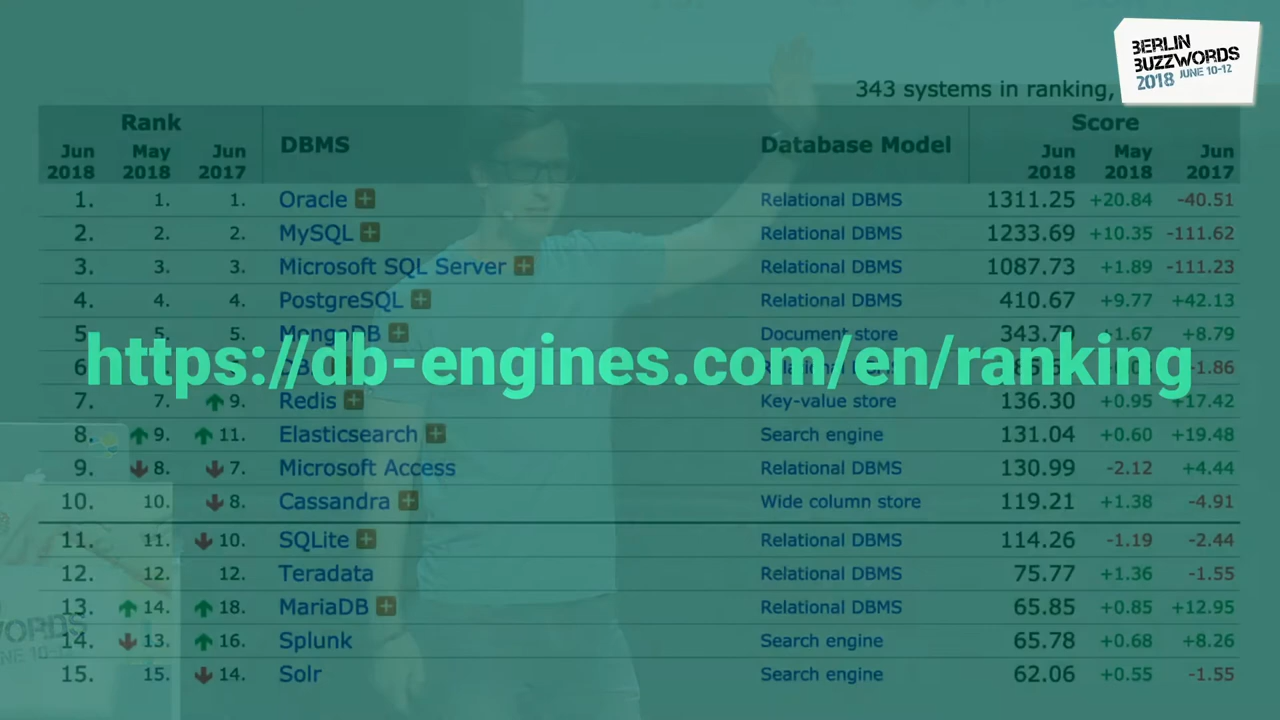 BERLIN
BUZZWORDS
2018 JUNE 10-12
343 systems in ranking,
Rank Score
Jun 2018 May 2018 Jun 2017 DBMS Database Model Jun 2018 May 2018 Jun 2017
1. 1. 1. Oracle Relational DBMS 1311.25 +20.84 -40.51
2. 2. 2. MySQL Relational DBMS 1233.69 +10.35 -111.62
3. 3. 3. Microsoft SQL Server Relational DBMS 1087.73 +1.89 -111.23
4. 4. 4. PostgreSQL Relational DBMS 410.67 +9.77 +42.13
5. 5. 5. MongoDB Document store 343.79 +1.67 +8.79
https://db-engines.com/en/ranking
6. -1.86
7. 7. 9. Redis Key-value store 136.30 +0.95 +17.42
8. 9. 11. Elasticsearch Search engine 131.04 +0.60 +19.48
9. 8. 7. Microsoft Access Relational DBMS 130.99 -2.12 +4.44
10. 10. 8. Cassandra Wide column store 119.21 +1.38 -4.91
11. 11. 10. SQLite Relational DBMS 114.26 -1.19 -2.44
12. 12. 12. Teradata Relational DBMS 75.77 +1.36 -1.55
13. 14. 18. MariaDB Relational DBMS 65.85 +0.85 +12.95
14. 13. 16. Splunk Search engine 65.78 +0.68 +8.26
15. 15. 14. Solr Search engine 62.06 +0.55 -1.55